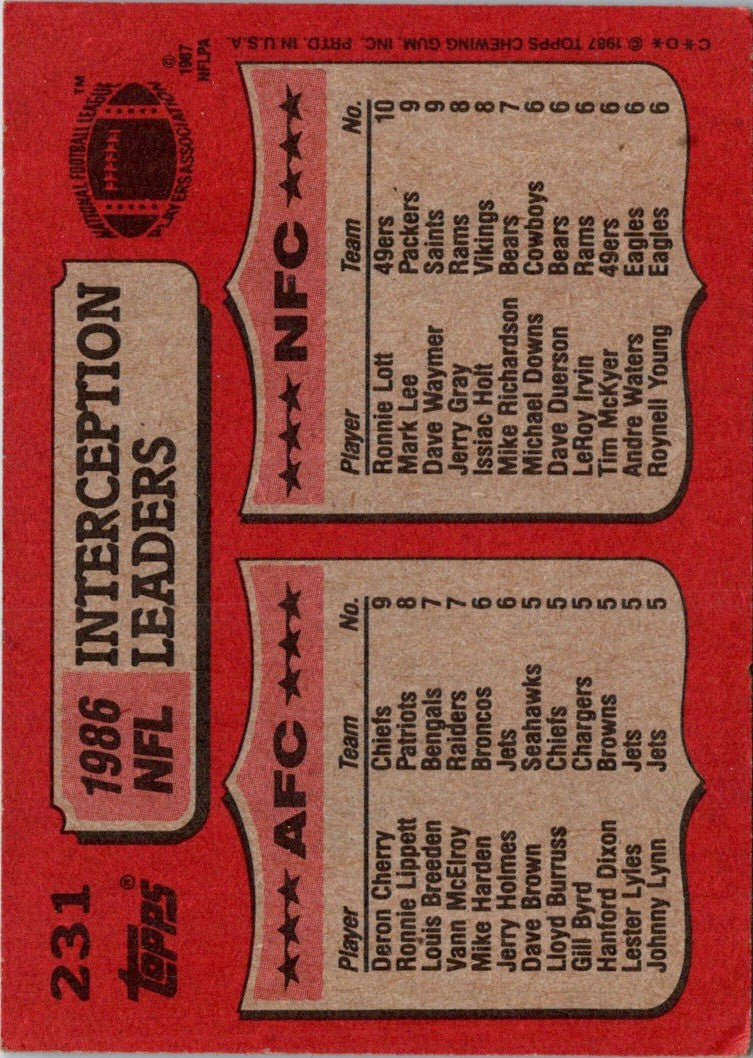 231
Topps®
1986
NFL
INTERCEPTION
LEADERS
NATIONAL FOOTBALL LEAGUE
PLAYERS ASSOCIATION
™
©
1987
NFLPA
AFC
Player Team No.
Deron Cherry Chiefs 9
Ronnie Lippett Patriots 8
Louis Breeden Bengals 7
Vann McElroy Raiders 7
Mike Harden Broncos 6
Jerry Holmes Jets 6
Dave Brown Seahawks 5
Lloyd Burruss Chiefs 5
Gill Byrd Chargers 5
Hanford Dixon Browns 5
Lester Lyles Jets 5
Johnny Lynn Jets 5
NFC
Player Team No.
Ronnie Lott 49ers 10
Mark Lee Packers 9
Dave Waymer Saints 9
Jerry Gray Rams 8
Issiac Holt Vikings 8
Mike Richardson Bears 7
Michael Downs Cowboys 6
Dave Duerson Bears 6
LeRoy Irvin Rams 6
Tim McKyer 49ers 6
Andre Waters Eagles 6
Roynell Young Eagles 6
C*D* © 1987 TOPPS CHEWING GUM, INC. PRTD. IN U.S.A.